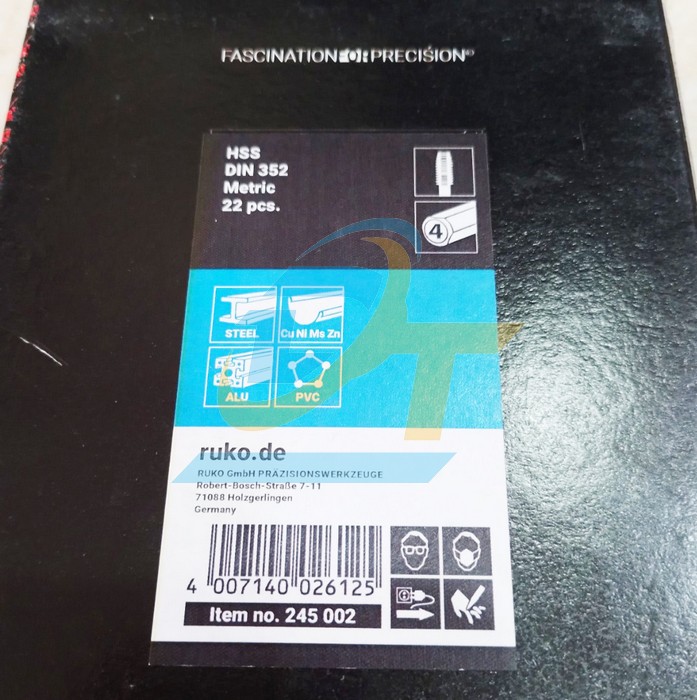 FASCINATION FOR PRECISION®
HSS
DIN 352
Metric
22 pcs.
4
STEEL
Cu Ni Ms Zn
ALU
PVC
ruko.de
RUKO GmbH PRÄZISIONSWERKZEUGE
Robert-Bosch-Straße 7-11
71088 Holzgerlingen
Germany
4 007140 026125
Item no. 245 002